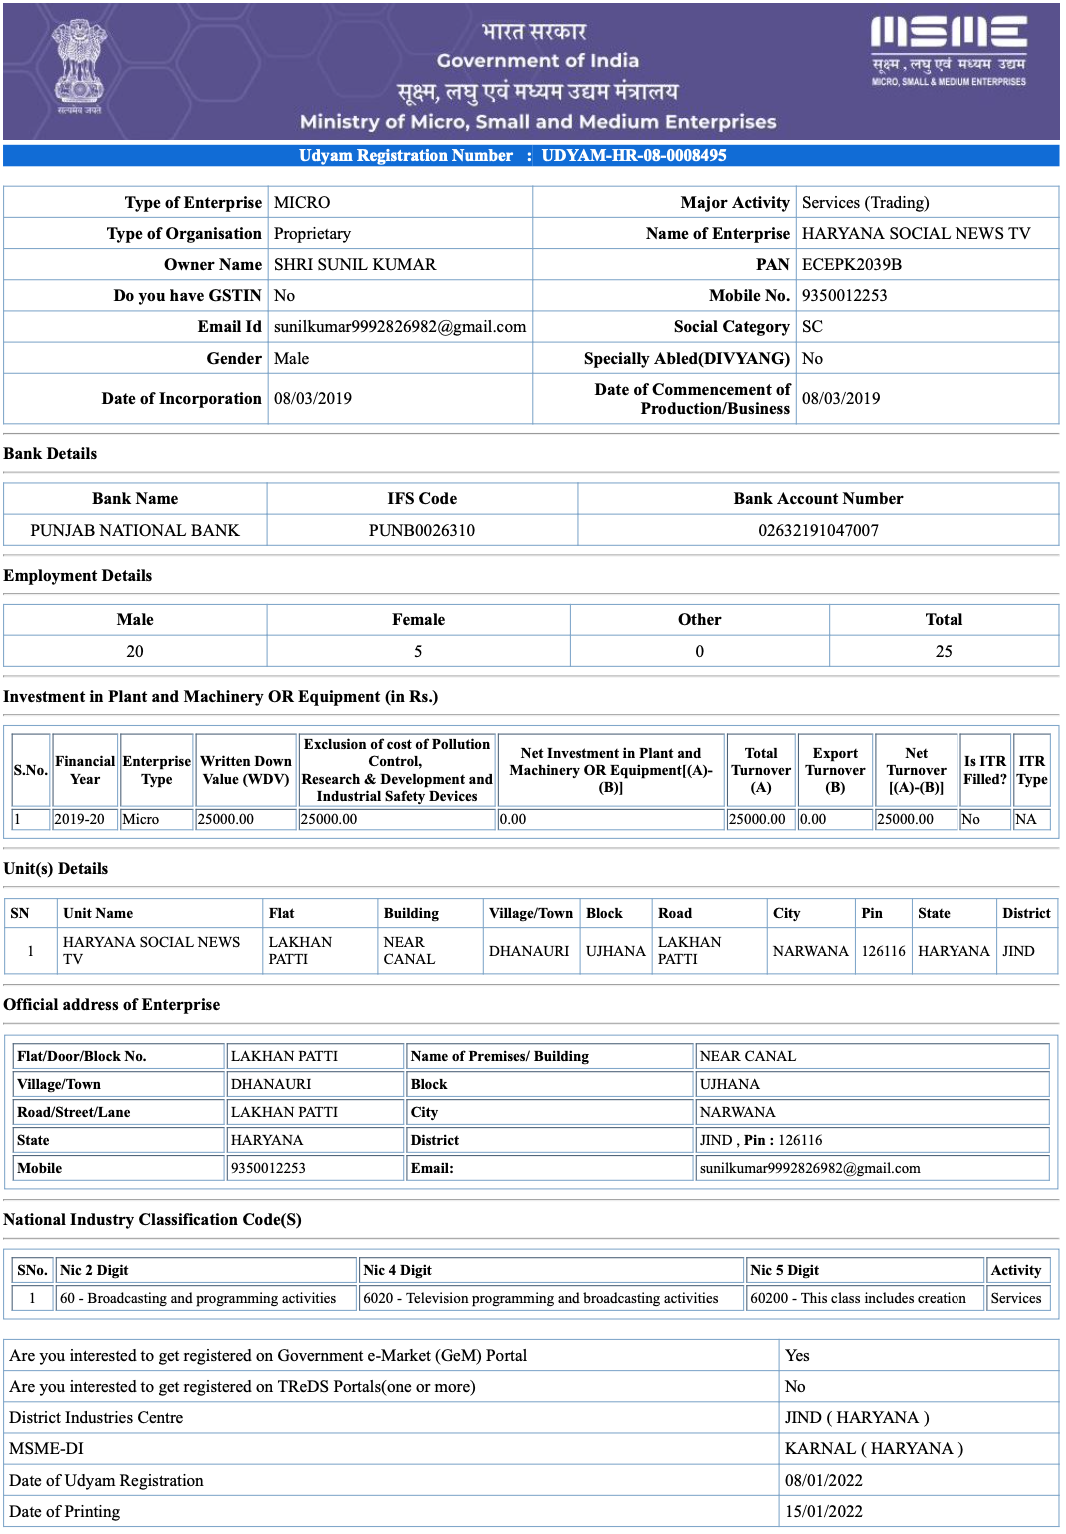 भारत सरकार
Government of India
सूक्ष्म, लघु एवं मध्यम उद्यम मंत्रालय
Ministry of Micro, Small and Medium Enterprises
सत्यमेव जयते
MSME
सूक्ष्म, लघु एवं मध्यम उद्यम
MICRO, SMALL & MEDIUM ENTERPRISES
Udyam Registration Number : UDYAM-HR-08-0008495
Type of Enterprise MICRO Major Activity Services (Trading)
Type of Organisation Proprietary Name of Enterprise HARYANA SOCIAL NEWS TV
Owner Name SHRI SUNIL KUMAR PAN ECEPK2039B
Do you have GSTIN No Mobile No. 9350012253
Email Id sunilkumar9992826982@gmail.com Social Category SC
Gender Male Specially Abled(DIVYANG) No
Date of Incorporation 08/03/2019 Date of Commencement of Production/Business 08/03/2019
Bank Details
Bank Name IFS Code Bank Account Number
PUNJAB NATIONAL BANK PUNB0026310 02632191047007
Employment Details
Male Female Other Total
20 5 0 25
Investment in Plant and Machinery OR Equipment (in Rs.)
S.No. Financial Year Enterprise Type Written Down Value (WDV) Exclusion of cost of Pollution Control, Research & Development and Industrial Safety Devices Net Investment in Plant and Machinery OR Equipment[(A)-(B)] Total Turnover (A) Export Turnover (B) Net Turnover [(A)-(B)] Is ITR Filled? ITR Type
1 2019-20 Micro 25000.00 25000.00 0.00 25000.00 0.00 25000.00 No NA
Unit(s) Details
SN Unit Name Flat Building Village/Town Block Road City Pin State District
1 HARYANA SOCIAL NEWS TV LAKHAN PATTI NEAR CANAL DHANAURI UJHANA LAKHAN PATTI NARWANA 126116 HARYANA JIND
Official address of Enterprise
Flat/Door/Block No. LAKHAN PATTI Name of Premises/ Building NEAR CANAL
Village/Town DHANAURI Block UJHANA
Road/Street/Lane LAKHAN PATTI City NARWANA
State HARYANA District JIND , Pin : 126116
Mobile 9350012253 Email: sunilkumar9992826982@gmail.com
National Industry Classification Code(S)
SNo. Nic 2 Digit Nic 4 Digit Nic 5 Digit Activity
1 60 - Broadcasting and programming activities 6020 - Television programming and broadcasting activities 60200 - This class includes creation Services
Are you interested to get registered on Government e-Market (GeM) Portal Yes
Are you interested to get registered on TReDS Portals(one or more) No
District Industries Centre JIND ( HARYANA )
MSME-DI KARNAL ( HARYANA )
Date of Udyam Registration 08/01/2022
Date of Printing 15/01/2022